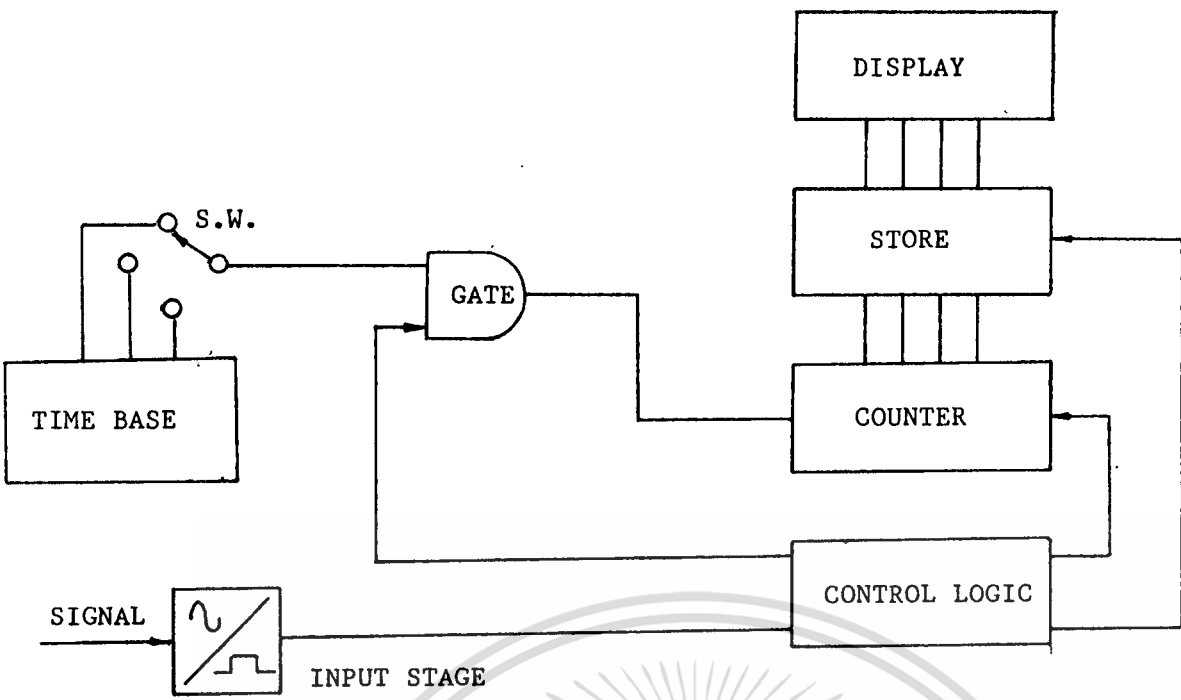 DISPLAY
S.W.
STORE
GATE
TIME BASE
COUNTER
CONTROL LOGIC
SIGNAL
INPUT STAGE